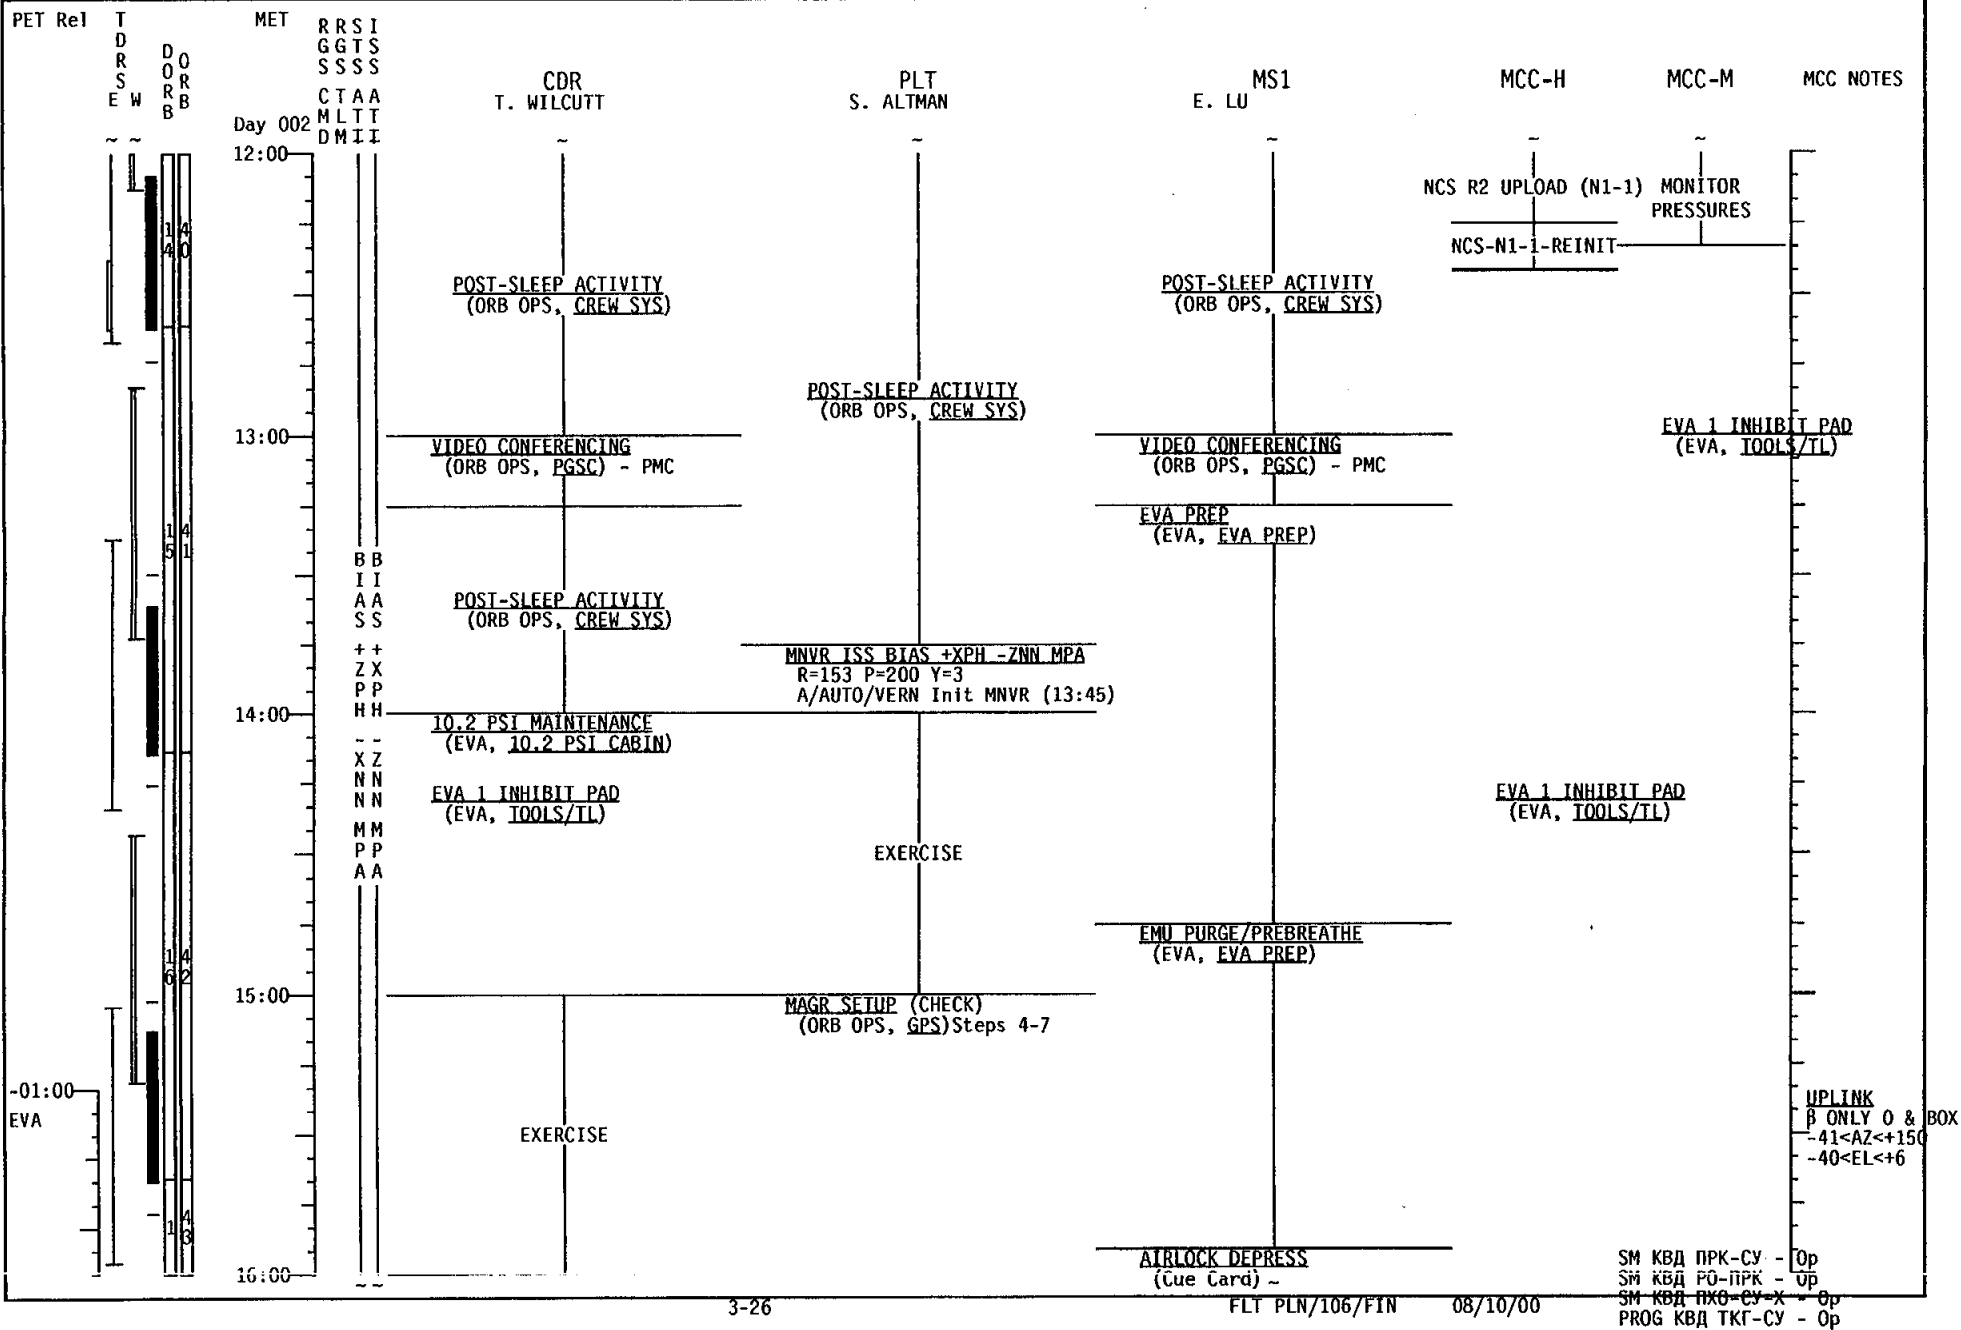 PET Rel
TDRS
E W
DORB
ORB
MET
Day 002
RGS CMD
RGS TLM
STS ATT
ISS ATT
CDR
T. WILCUTT
PLT
S. ALTMAN
MS1
E. LU
MCC-H
MCC-M
MCC NOTES
~ ~ ~ ~ ~ ~ ~
12:00
NCS R2 UPLOAD (N1-1)
MONITOR
PRESSURES
NCS-N1-1-REINIT
14
40
POST-SLEEP ACTIVITY
(ORB OPS, CREW SYS)
POST-SLEEP ACTIVITY
(ORB OPS, CREW SYS)
POST-SLEEP ACTIVITY
(ORB OPS, CREW SYS)
13:00
VIDEO CONFERENCING
(ORB OPS, PGSC) - PMC
VIDEO CONFERENCING
(ORB OPS, PGSC) - PMC
EVA 1 INHIBIT PAD
(EVA, TOOLS/TL)
EVA PREP
(EVA, EVA PREP)
15
41
BIAS +ZPH -XNN MPA
BIAS +XPH -ZNN MPA
POST-SLEEP ACTIVITY
(ORB OPS, CREW SYS)
MNVR ISS BIAS +XPH -ZNN MPA
R=153 P=200 Y=3
A/AUTO/VERN Init MNVR (13:45)
14:00
10.2 PSI MAINTENANCE
(EVA, 10.2 PSI CABIN)
EVA 1 INHIBIT PAD
(EVA, TOOLS/TL)
EVA 1 INHIBIT PAD
(EVA, TOOLS/TL)
EXERCISE
EMU PURGE/PREBREATHE
(EVA, EVA PREP)
16
42
15:00
MAGR SETUP (CHECK)
(ORB OPS, GPS)Steps 4-7
-01:00
EVA
EXERCISE
UPLINK
β ONLY O & BOX
-41<AZ<+150
-40<EL<+6
1
43
16:00
~~
AIRLOCK DEPRESS
(Cue Card) ~
SM КВД ПРК-СУ - Op
SM КВД РО-ПРК - Op
SM КВД ПХО-СУ-Х - Op
PROG КВД ТКГ-СУ - Op
3-26
FLT PLN/106/FIN
08/10/00